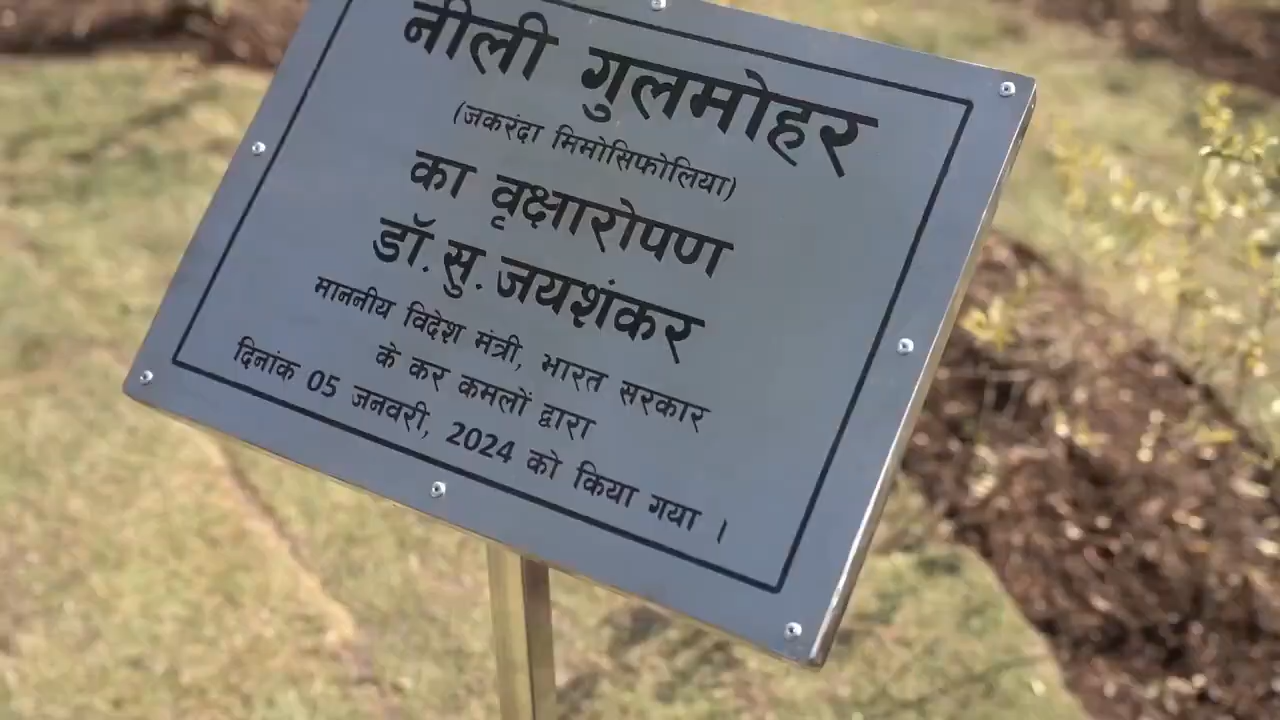 नीली गुलमोहर
(जकरंदा मिमोसिफोलिया)
का वृक्षारोपण
डॉ. सु. जयशंकर
माननीय विदेश मंत्री, भारत सरकार
के कर कमलों द्वारा
दिनांक 05 जनवरी, 2024 को किया गया ।